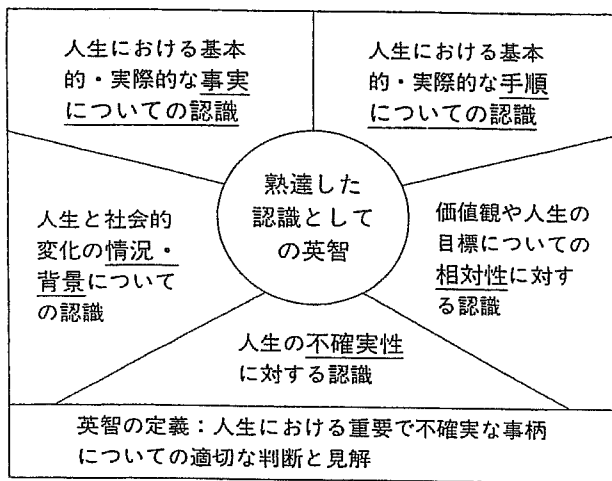 人生における基本
的・実際的な事実
についての認識
人生における基本
的・実際的な手順
についての認識
熟達した
認識として
の英智
人生と社会的
変化の情況・
背景について
の認識
価値観や人生の
目標についての
相対性に対す
る認識
人生の不確実性
に対する認識
英智の定義：人生における重要で不確実な事柄
についての適切な判断と見解